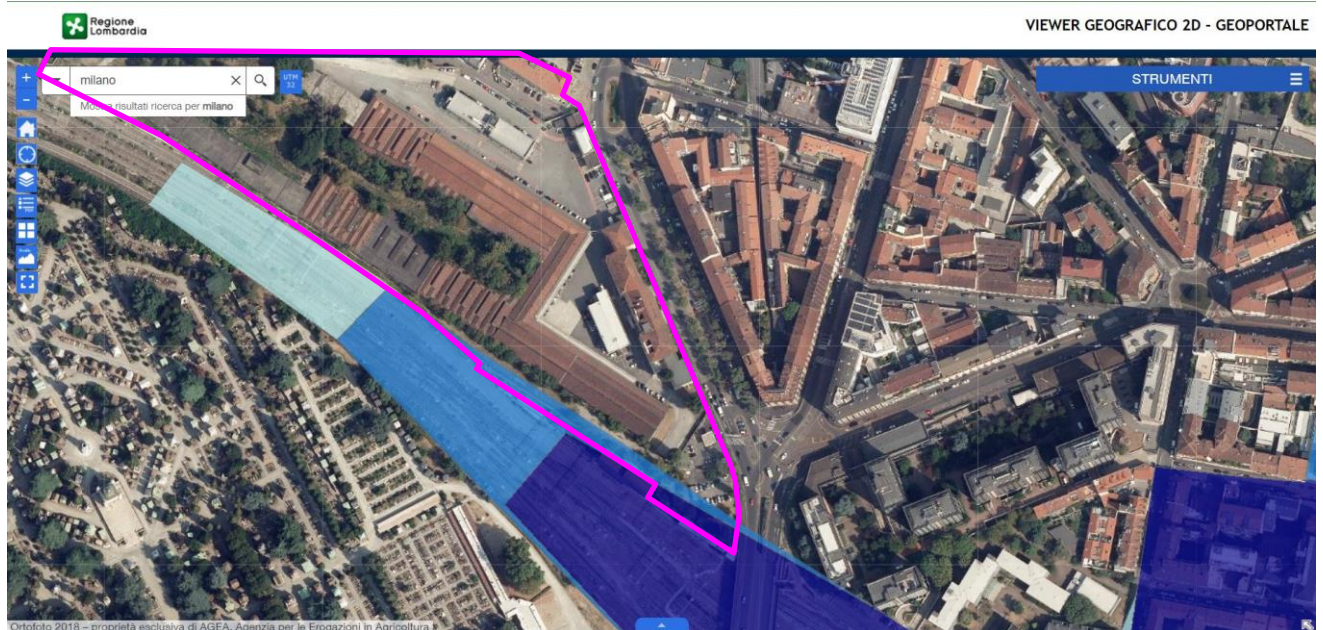 Regione
Lombardia
VIEWER GEOGRAFICO 2D - GEOPORTALE
milano
UTM
32
STRUMENTI
risultati ricerca per milano
Ortofoto 2018 – proprietà esclusiva di AGEA, Agenzia per le Erogazioni in Agricoltura